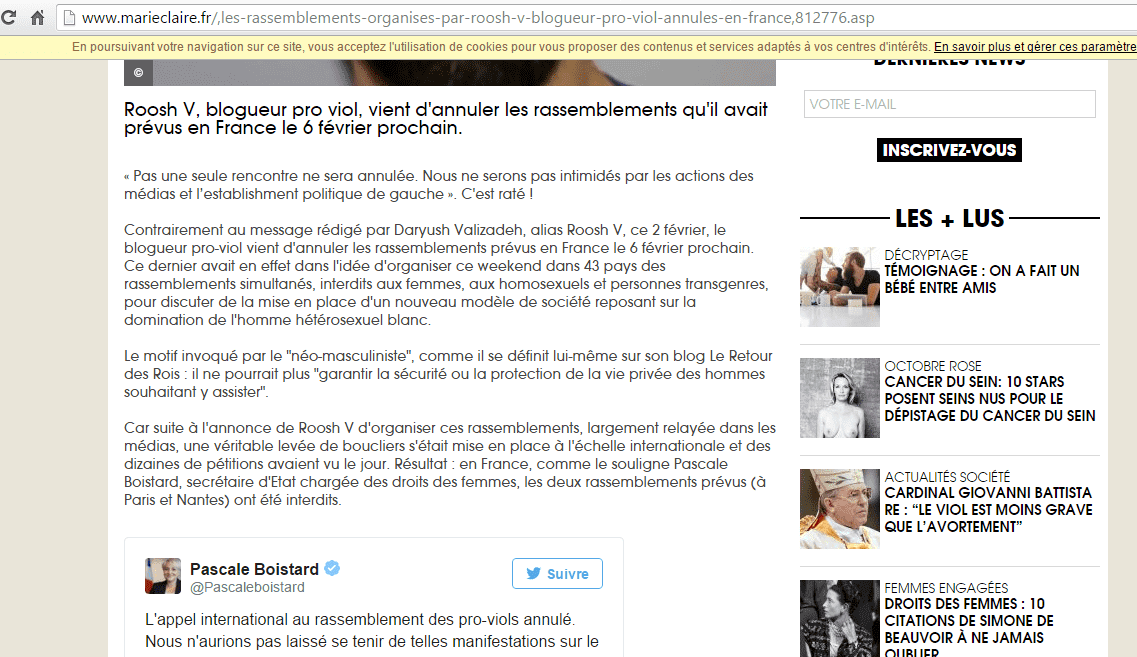 www.marieclaire.fr/,les-rassemblements-organises-par-roosh-v-blogueur-pro-viol-annules-en-france,812776.asp
En poursuivant votre navigation sur ce site, vous acceptez l'utilisation de cookies pour vous proposer des contenus et services adaptés à vos centres d'intérêts. En savoir plus et gérer ces paramètre
©
Roosh V, blogueur pro viol, vient d'annuler les rassemblements qu'il avait
prévus en France le 6 février prochain.
« Pas une seule rencontre ne sera annulée. Nous ne serons pas intimidés par les actions des
médias et l'establishment politique de gauche ». C'est raté !
Contrairement au message rédigé par Daryush Valizadeh, alias Roosh V, ce 2 février, le
blogueur pro-viol vient d'annuler les rassemblements prévus en France le 6 février prochain.
Ce dernier avait en effet dans l'idée d'organiser ce weekend dans 43 pays des
rassemblements simultanés, interdits aux femmes, aux homosexuels et personnes transgenres,
pour discuter de la mise en place d'un nouveau modèle de société reposant sur la
domination de l'homme hétérosexuel blanc.
Le motif invoqué par le "néo-masculiniste", comme il se définit lui-même sur son blog Le Retour
des Rois : il ne pourrait plus "garantir la sécurité ou la protection de la vie privée des hommes
souhaitant y assister".
Car suite à l'annonce de Roosh V d'organiser ces rassemblements, largement relayée dans les
médias, une véritable levée de boucliers s'était mise en place à l'échelle internationale et des
dizaines de pétitions avaient vu le jour. Résultat : en France, comme le souligne Pascale
Boistard, secrétaire d'Etat chargée des droits des femmes, les deux rassemblements prévus (à
Paris et Nantes) ont été interdits.
Pascale Boistard
@Pascaleboistard
Suivre
L'appel international au rassemblement des pro-viols annulé.
Nous n'aurions pas laissé se tenir de telles manifestations sur le
DERNIÈRES NEWS
VOTRE E-MAIL
INSCRIVEZ-VOUS
LES + LUS
DÉCRYPTAGE
TÉMOIGNAGE : ON A FAIT UN
BÉBÉ ENTRE AMIS
OCTOBRE ROSE
CANCER DU SEIN: 10 STARS
POSENT SEINS NUS POUR LE
DÉPISTAGE DU CANCER DU SEIN
ACTUALITÉS SOCIÉTÉ
CARDINAL GIOVANNI BATTISTA
RE : “LE VIOL EST MOINS GRAVE
QUE L’AVORTEMENT”
FEMMES ENGAGÉES
DROITS DES FEMMES : 10
CITATIONS DE SIMONE DE
BEAUVOIR À NE JAMAIS
OUBLIER